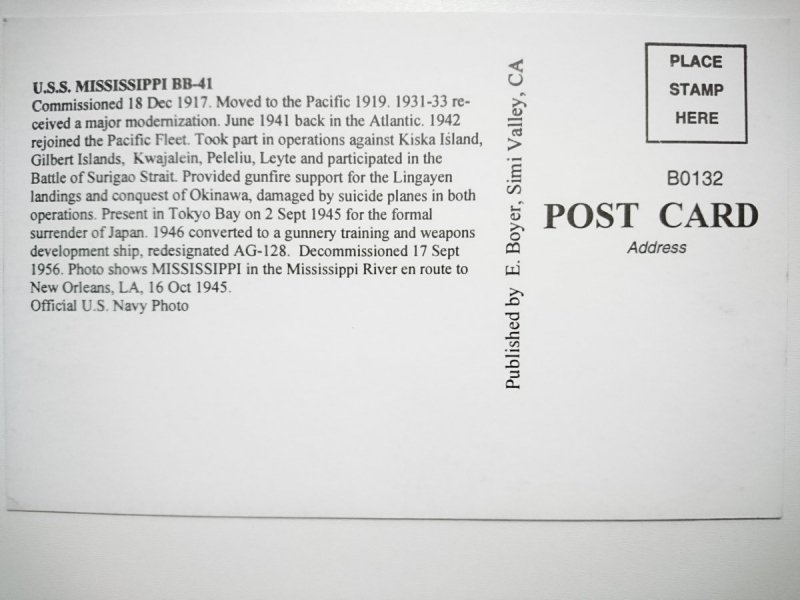 U.S.S. MISSISSIPPI BB-41
Commissioned 18 Dec 1917. Moved to the Pacific 1919. 1931-33 re-
ceived a major modernization. June 1941 back in the Atlantic. 1942
rejoined the Pacific Fleet. Took part in operations against Kiska Island,
Gilbert Islands, Kwajalein, Peleliu, Leyte and participated in the
Battle of Surigao Strait. Provided gunfire support for the Lingayen
landings and conquest of Okinawa, damaged by suicide planes in both
operations. Present in Tokyo Bay on 2 Sept 1945 for the formal
surrender of Japan. 1946 converted to a gunnery training and weapons
development ship, redesignated AG-128. Decommissioned 17 Sept
1956. Photo shows MISSISSIPPI in the Mississippi River en route to
New Orleans, LA, 16 Oct 1945.
Official U.S. Navy Photo
Published by E. Boyer, Simi Valley, CA
PLACE
STAMP
HERE
B0132
POST CARD
Address